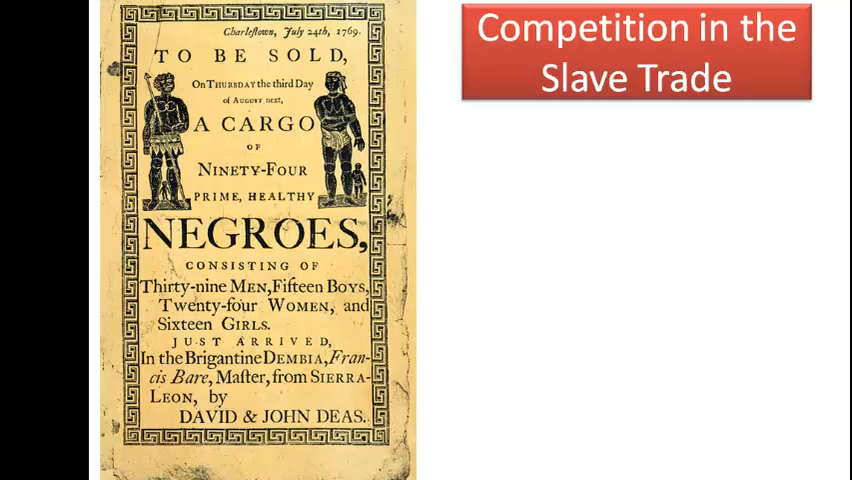 Charlestown, July 24th, 1769.
TO BE SOLD,
On THURSDAY the third Day
of AUGUST next,
A CARGO
OF
NINETY-FOUR
PRIME, HEALTHY
NEGROES,
CONSISTING OF
Thirty-nine MEN, Fifteen BOYS,
Twenty-four WOMEN, and
Sixteen GIRLS.
JUST ARRIVED,
In the Brigantine DEMBIA, Fran-
cis Bare, Master, from SIERRA-
LEON, by
DAVID & JOHN DEAS.
Competition in the
Slave Trade